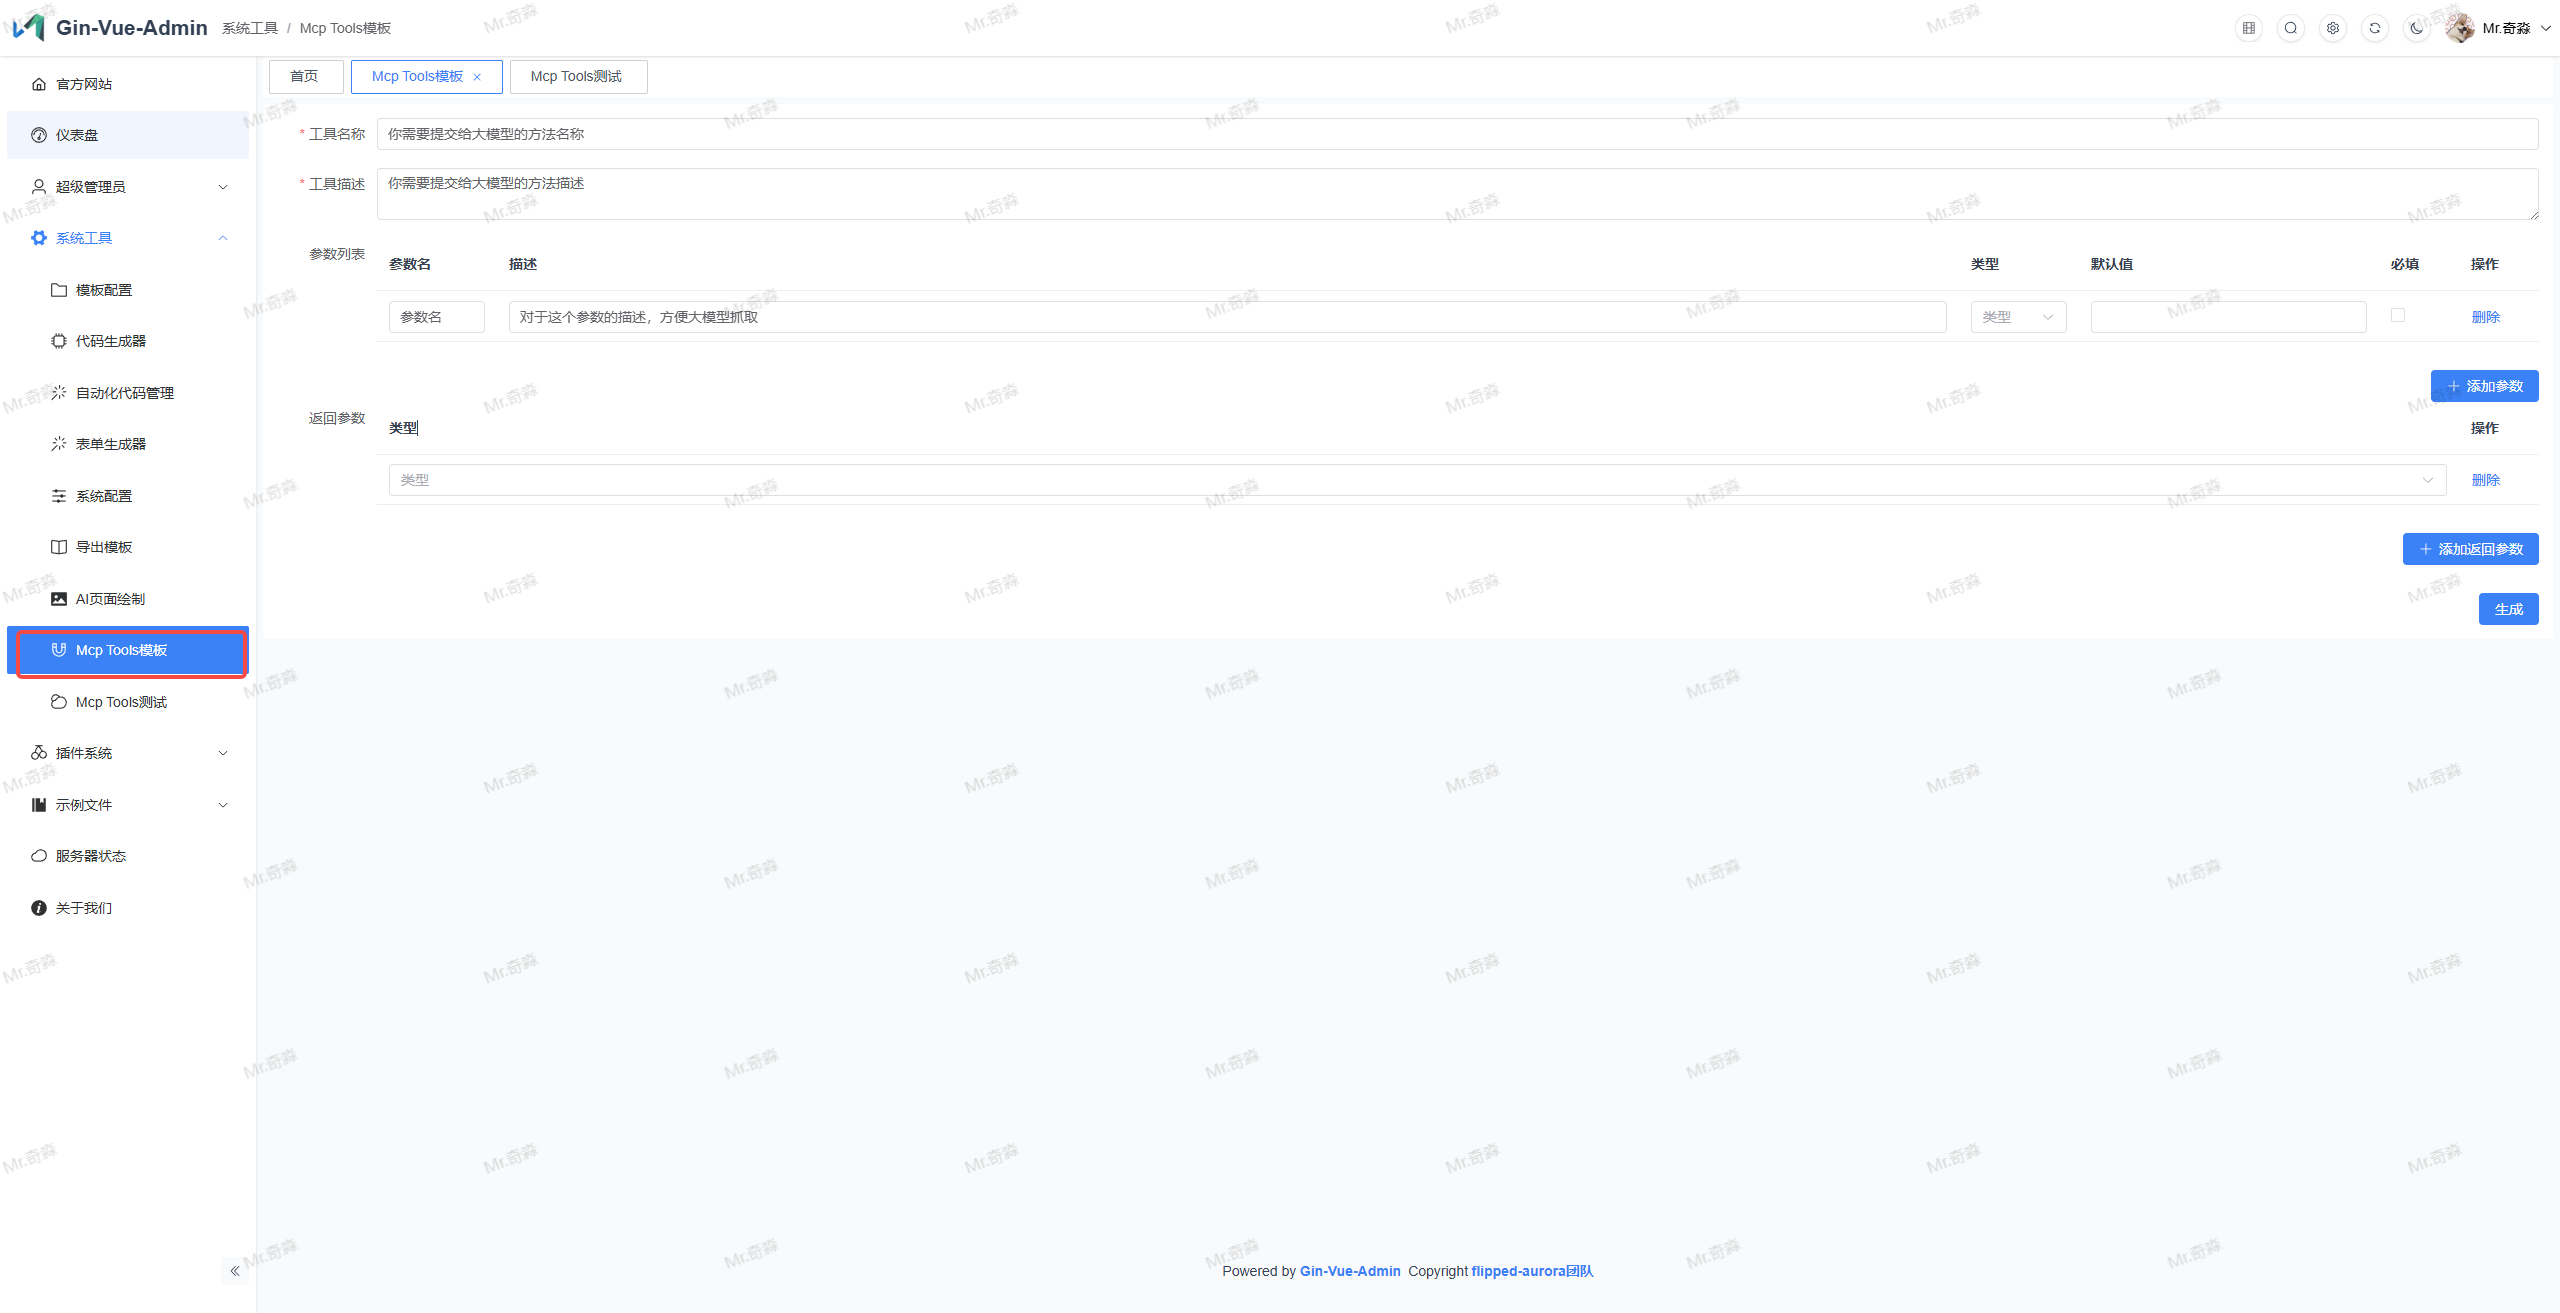 Gin-Vue-Admin 系统工具 / Mcp Tools模板 Mr.奇淼
官方网站
仪表盘
超级管理员
系统工具
模板配置
代码生成器
自动化代码管理
表单生成器
系统配置
导出模板
AI页面绘制
Mcp Tools模板
Mcp Tools测试
插件系统
示例文件
服务器状态
关于我们
首页 Mcp Tools模板 × Mcp Tools测试
* 工具名称 你需要提交给大模型的方法名称
* 工具描述 你需要提交给大模型的方法描述
参数列表 参数名 描述 类型 默认值 必填 操作
参数名 对于这个参数的描述，方便大模型抓取 类型 删除
+ 添加参数
返回参数 类型 操作
类型 删除
+ 添加返回参数
生成
Powered by Gin-Vue-Admin Copyright flipped-aurora团队
Mr.奇淼